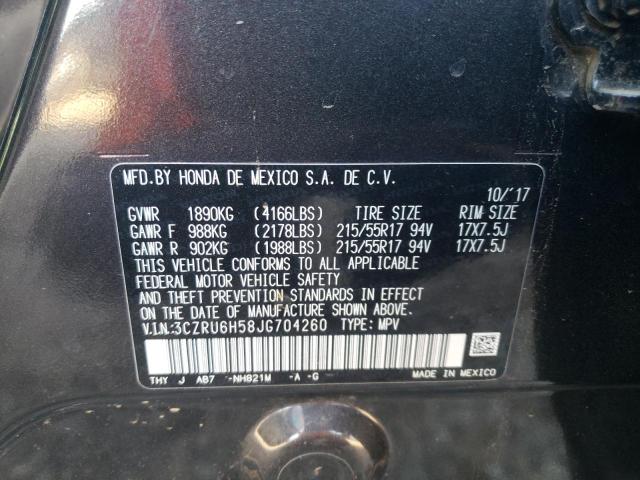 MFD.BY HONDA DE MEXICO S.A. DE C.V.
10/'17
GVWR 1890KG (4166LBS) TIRE SIZE RIM SIZE
GAWR F 988KG (2178LBS) 215/55R17 94V 17X7.5J
GAWR R 902KG (1988LBS) 215/55R17 94V 17X7.5J
THIS VEHICLE CONFORMS TO ALL APPLICABLE
FEDERAL MOTOR VEHICLE SAFETY
AND THEFT PREVENTION STANDARDS IN EFFECT
ON THE DATE OF MANUFACTURE SHOWN ABOVE.
V.I.N.:3CZRU6H58JG704260 TYPE: MPV
THY J AB7 -NH821M -A -G MADE IN MEXICO